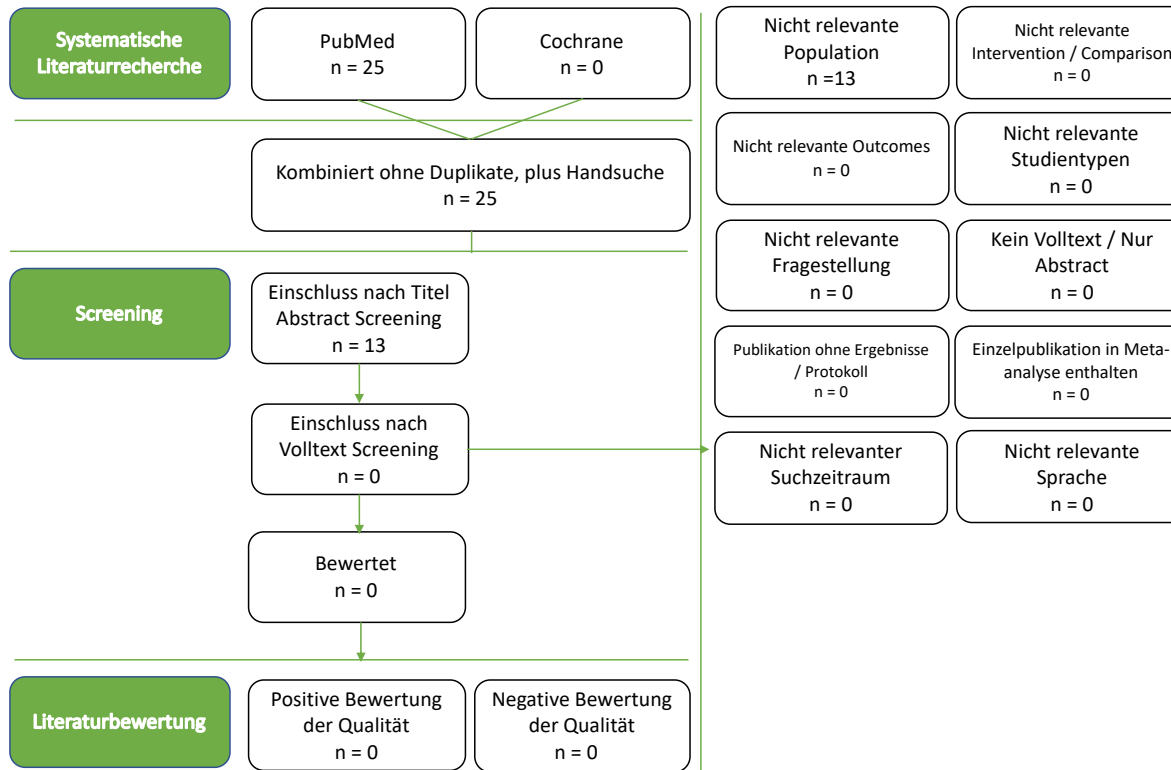 Systematische
Literaturrecherche
PubMed
n = 25
Cochrane
n = 0
Kombiniert ohne Duplikate, plus Handsuche
n = 25
Screening
Einschluss nach Titel
Abstract Screening
n = 13
Einschluss nach
Volltext Screening
n = 0
Bewertet
n = 0
Literaturbewertung
Positive Bewertung
der Qualität
n = 0
Negative Bewertung
der Qualität
n = 0
Nicht relevante
Population
n =13
Nicht relevante
Intervention / Comparison
n = 0
Nicht relevante Outcomes
n = 0
Nicht relevante
Studientypen
n = 0
Nicht relevante
Fragestellung
n = 0
Kein Volltext / Nur
Abstract
n = 0
Publikation ohne Ergebnisse
/ Protokoll
n = 0
Einzelpublikation in Meta-
analyse enthalten
n = 0
Nicht relevanter
Suchzeitraum
n = 0
Nicht relevante
Sprache
n = 0